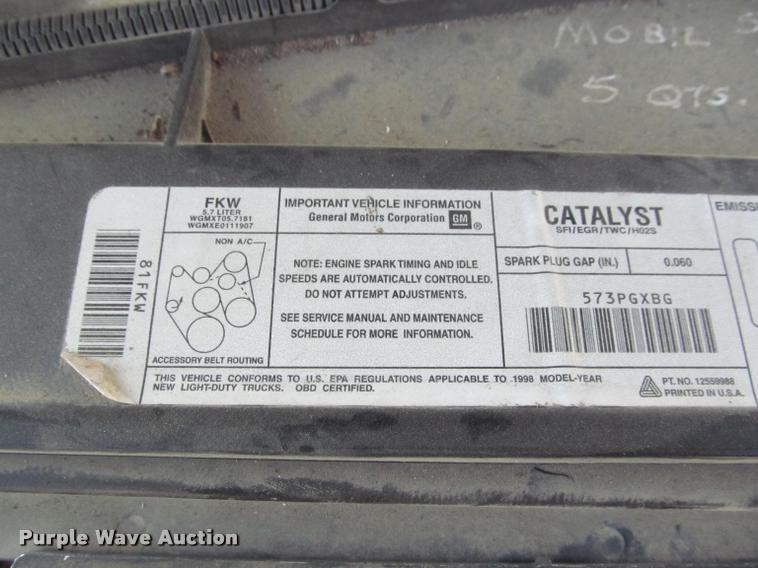 MOBIL 5
5 QTS.
FKW
5.7 LITER
WGMXT05.7181
WGMXE0111907
NON A/C
ACCESSORY BELT ROUTING
81FKW
IMPORTANT VEHICLE INFORMATION
General Motors Corporation GM ®
NOTE: ENGINE SPARK TIMING AND IDLE
SPEEDS ARE AUTOMATICALLY CONTROLLED.
DO NOT ATTEMPT ADJUSTMENTS.
SEE SERVICE MANUAL AND MAINTENANCE
SCHEDULE FOR MORE INFORMATION.
CATALYST
SFI/EGR/TWC/HO2S
SPARK PLUG GAP (IN.) 0.060
573PGXBG
EMISS
THIS VEHICLE CONFORMS TO U.S. EPA REGULATIONS APPLICABLE TO 1998 MODEL-YEAR
NEW LIGHT-DUTY TRUCKS. OBD CERTIFIED.
PT. NO. 12559988
PRINTED IN U.S.A.
Purple Wave Auction